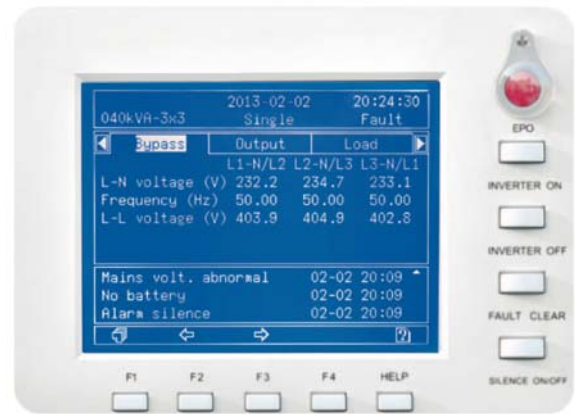 2013-02-02 20:24:30
040kVA-3x3 Single Fault
Bypass Output Load
L1-N/L2 L2-N/L3 L3-N/L1
L-N voltage (V) 232.2 234.7 233.1
Frequency (Hz) 50.00 50.00 50.00
L-L voltage (V) 403.9 404.9 402.8
Mains volt. abnormal 02-02 20:09
No battery 02-02 20:09
Alarm silence 02-02 20:09
?
F1 F2 F3 F4 HELP
EPO
INVERTER ON
INVERTER OFF
FAULT CLEAR
SILENCE ON/OFF